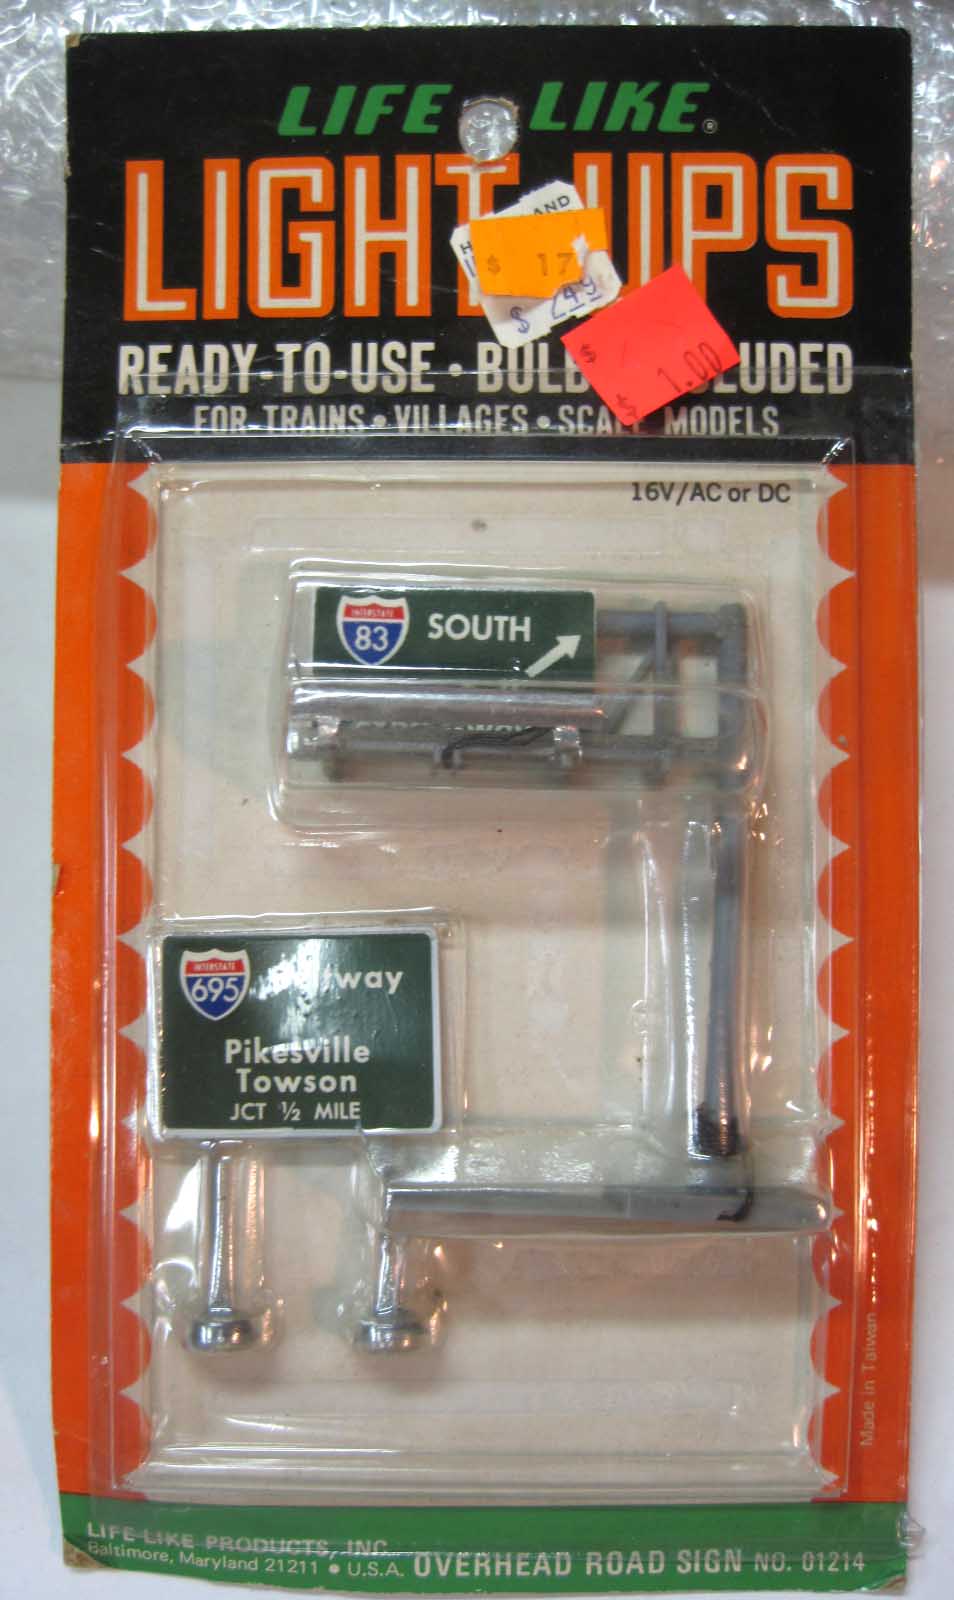 LIFE LIKE®
LIGHT UPS
$ 17
$ 2.49
$ 1.00
READY-TO-USE •
FOR TRAINS • VILLAGES • SCALE MODELS
16V/AC or DC
INTERSTATE
83 SOUTH
INTERSTATE
695
Pikesville
Towson
JCT ½ MILE
Made in Taiwan
LIFE-LIKE PRODUCTS, INC.
Baltimore, Maryland 21211 • U.S.A. OVERHEAD ROAD SIGN NO. 01214